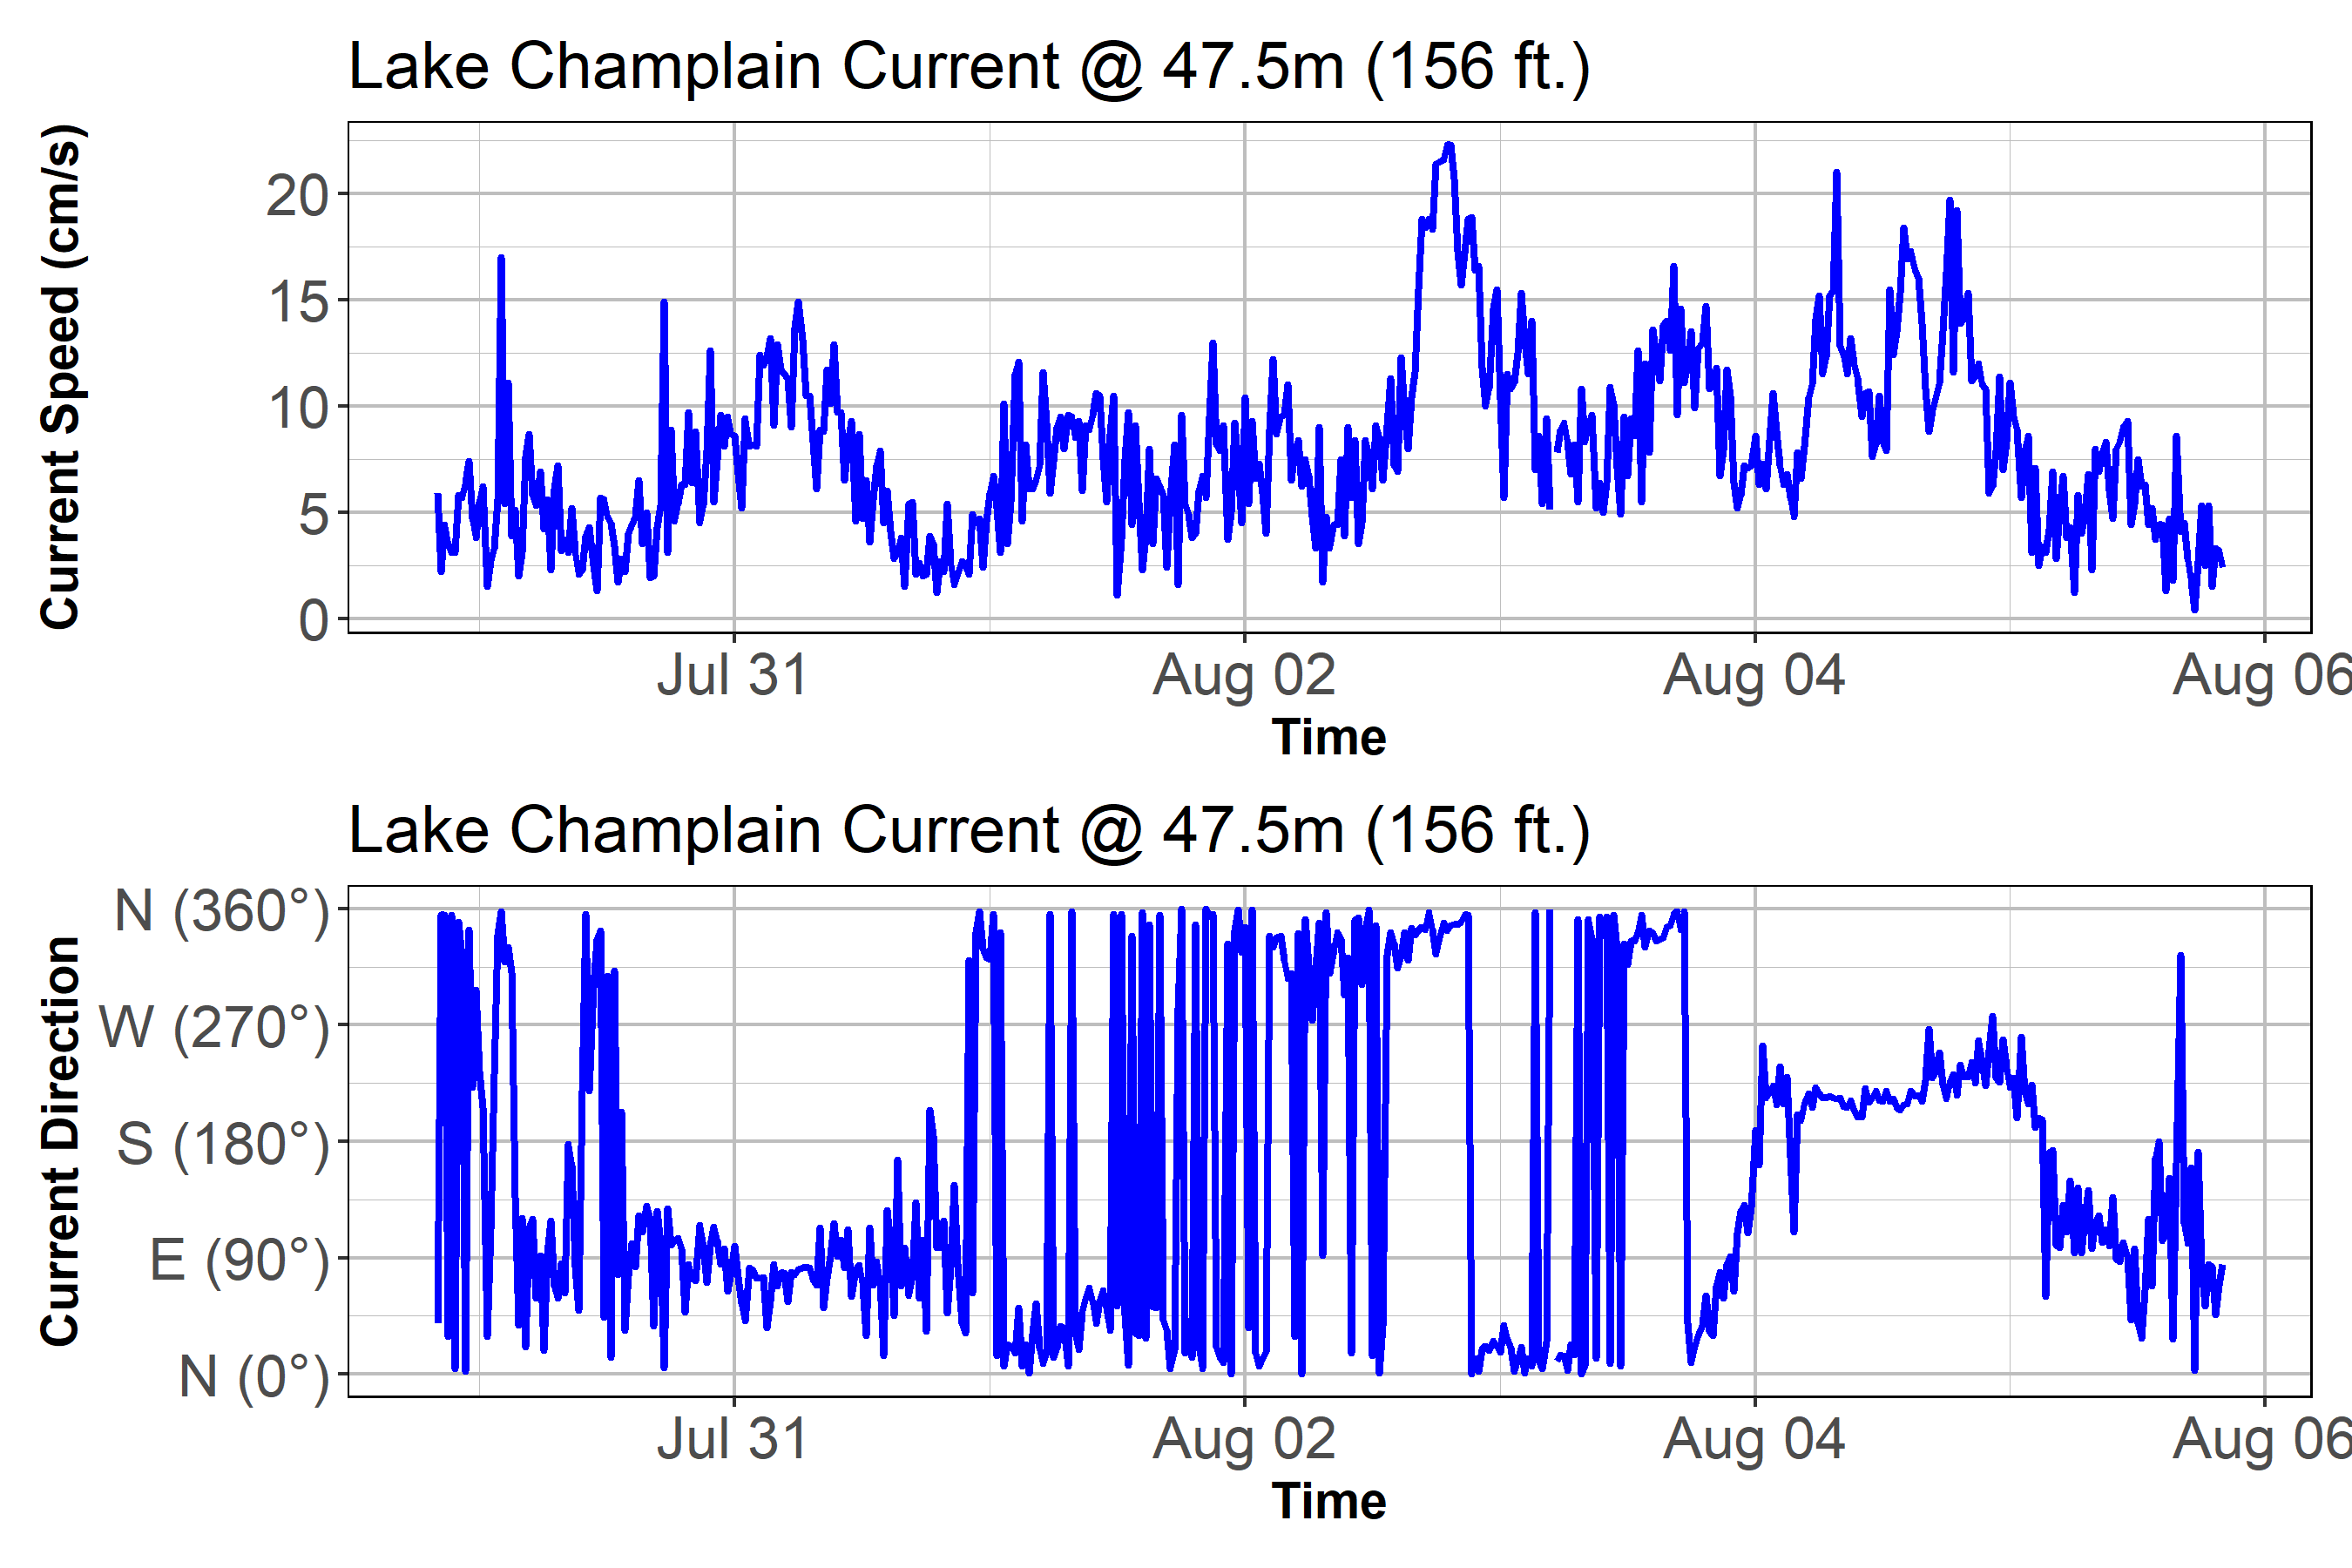 Lake Champlain Current @ 47.5m (156 ft.)
Current Speed (cm/s)
20
15
10
5
0
Jul 31 Aug 02 Aug 04 Aug 06
Time
Lake Champlain Current @ 47.5m (156 ft.)
Current Direction
N (360°)
W (270°)
S (180°)
E (90°)
N (0°)
Jul 31 Aug 02 Aug 04 Aug 06
Time